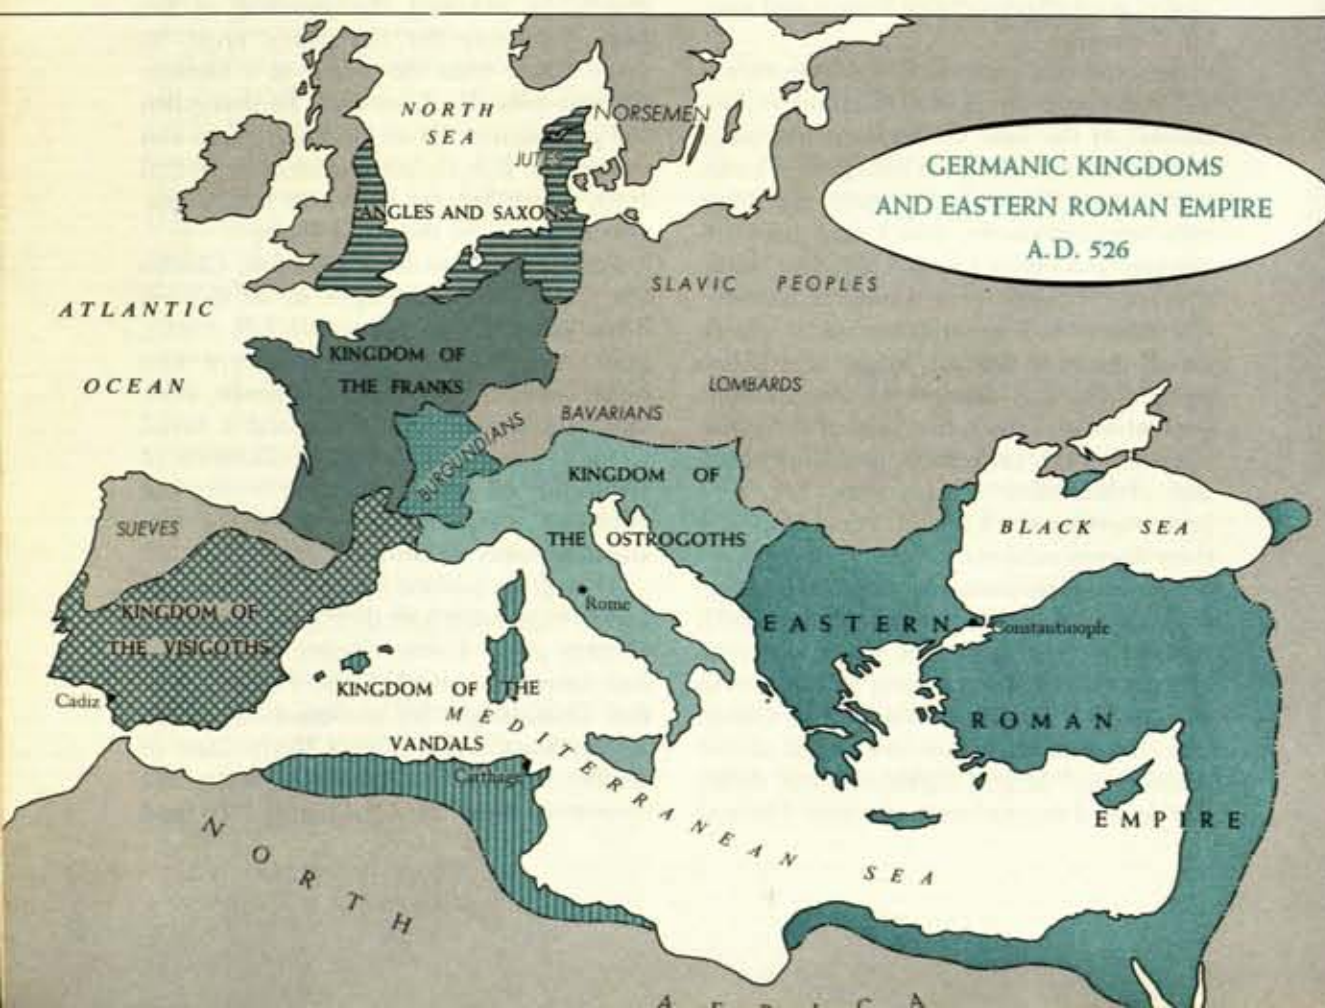 NORTH
SEA
NORSEMEN
JUTES
ANGLES AND SAXONS
GERMANIC KINGDOMS
AND EASTERN ROMAN EMPIRE
A.D. 526
SLAVIC PEOPLES
ATLANTIC
OCEAN
KINGDOM OF
THE FRANKS
LOMBARDS
BAVARIANS
BURGUNDIANS
KINGDOM OF
THE OSTROGOTHS
SUEVES
BLACK SEA
KINGDOM OF
THE VISIGOTHS
Rome
EASTERN
Constantinople
Cadiz
KINGDOM OF THE
VANDALS
MEDITERRANEAN SEA
Carthage
ROMAN
EMPIRE
NORTH
AFRICA